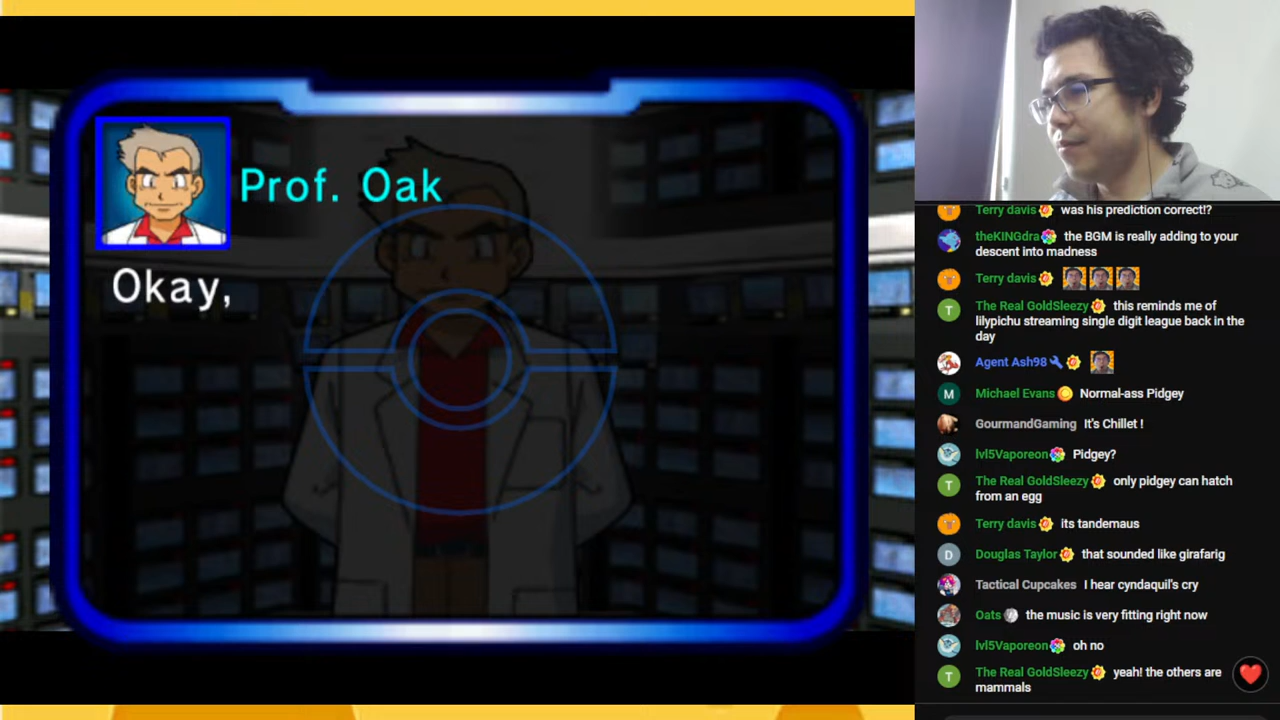 Prof. Oak
Okay,
Terry davis was his prediction correct!?
theKINGdra the BGM is really adding to your
descent into madness
Terry davis
The Real GoldSleezy this reminds me of
lilypichu streaming single digit league back in the
day
Agent Ash98
Michael Evans Normal-ass Pidgey
GourmandGaming It's Chillet !
lvl5Vaporeon Pidgey?
The Real GoldSleezy only pidgey can hatch
from an egg
Terry davis its tandemaus
Douglas Taylor that sounded like girafarig
Tactical Cupcakes I hear cyndaquil's cry
Oats the music is very fitting right now
lvl5Vaporeon oh no
The Real GoldSleezy yeah! the others are
mammals